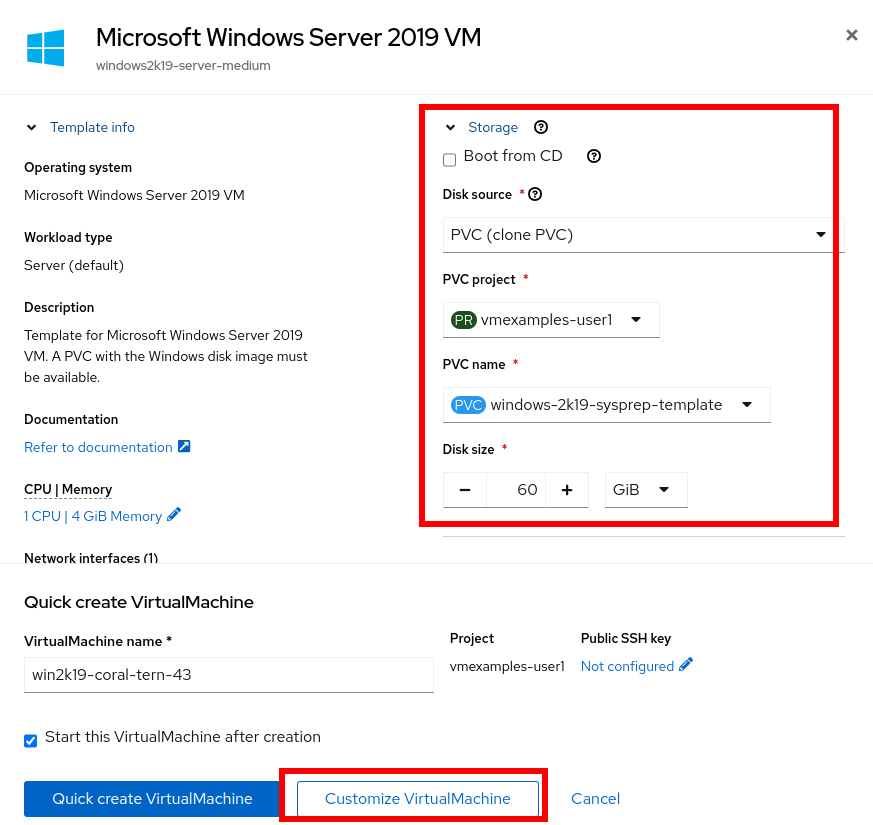 Microsoft Windows Server 2019 VM
windows2k19-server-medium
Template info
Operating system
Microsoft Windows Server 2019 VM
Workload type
Server (default)
Description
Template for Microsoft Windows Server 2019
VM. A PVC with the Windows disk image must
be available.
Documentation
Refer to documentation
CPU | Memory
1 CPU | 4 GiB Memory
Network interfaces (1)
Storage
Boot from CD
Disk source *
PVC (clone PVC)
PVC project *
PR vmexamples-user1
PVC name *
PVC windows-2k19-sysprep-template
Disk size *
60 GiB
Quick create VirtualMachine
VirtualMachine name *
win2k19-coral-tern-43
Project
vmexamples-user1
Public SSH key
Not configured
Start this VirtualMachine after creation
Quick create VirtualMachine
Customize VirtualMachine
Cancel